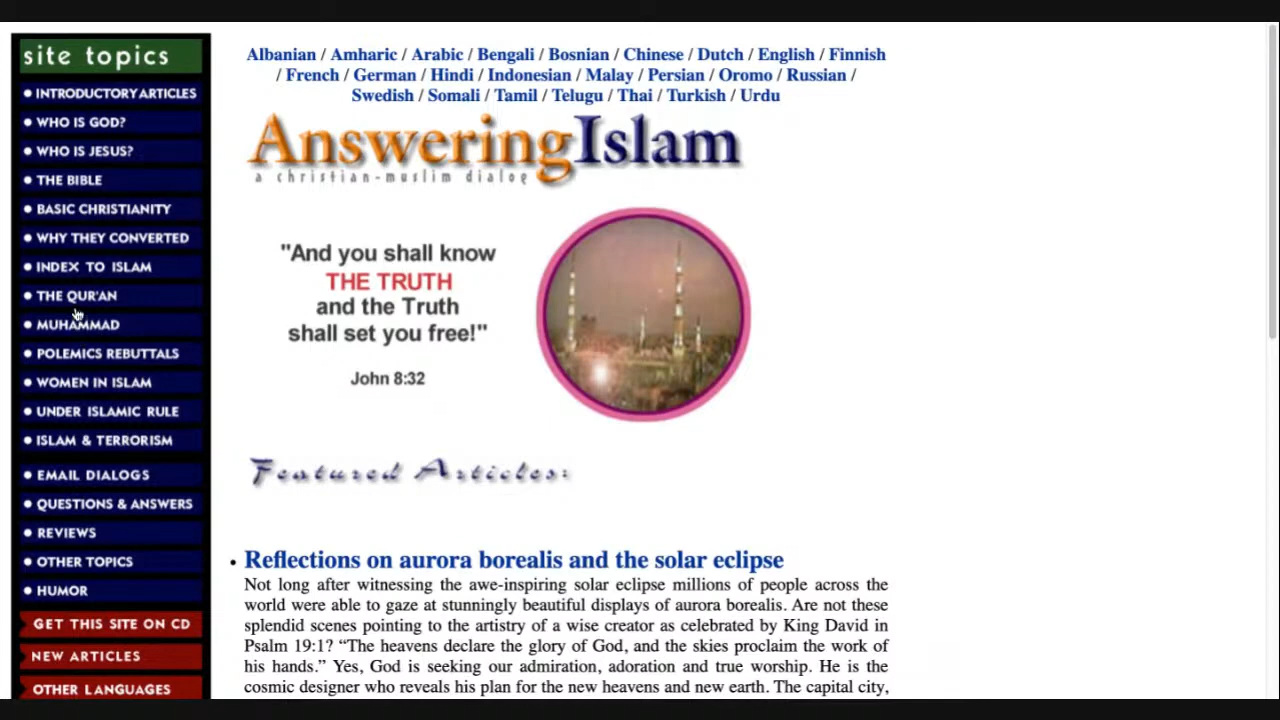 site topics
INTRODUCTORY ARTICLES
WHO IS GOD?
WHO IS JESUS?
THE BIBLE
BASIC CHRISTIANITY
WHY THEY CONVERTED
INDEX TO ISLAM
THE QUR'AN
MUHAMMAD
POLEMICS REBUTTALS
WOMEN IN ISLAM
UNDER ISLAMIC RULE
ISLAM & TERRORISM
EMAIL DIALOGS
QUESTIONS & ANSWERS
REVIEWS
OTHER TOPICS
HUMOR
GET THIS SITE ON CD
NEW ARTICLES
OTHER LANGUAGES
Albanian / Amharic / Arabic / Bengali / Bosnian / Chinese / Dutch / English / Finnish
/ French / German / Hindi / Indonesian / Malay / Persian / Oromo / Russian /
Swedish / Somali / Tamil / Telugu / Thai / Turkish / Urdu
AnsweringIslam
a christian-muslim dialog
"And you shall know
THE TRUTH
and the Truth
shall set you free!"
John 8:32
Featured Articles:
Reflections on aurora borealis and the solar eclipse
Not long after witnessing the awe-inspiring solar eclipse millions of people across the
world were able to gaze at stunningly beautiful displays of aurora borealis. Are not these
splendid scenes pointing to the artistry of a wise creator as celebrated by King David in
Psalm 19:1? “The heavens declare the glory of God, and the skies proclaim the work of
his hands.” Yes, God is seeking our admiration, adoration and true worship. He is the
cosmic designer who reveals his plan for the new heavens and new earth. The capital city,